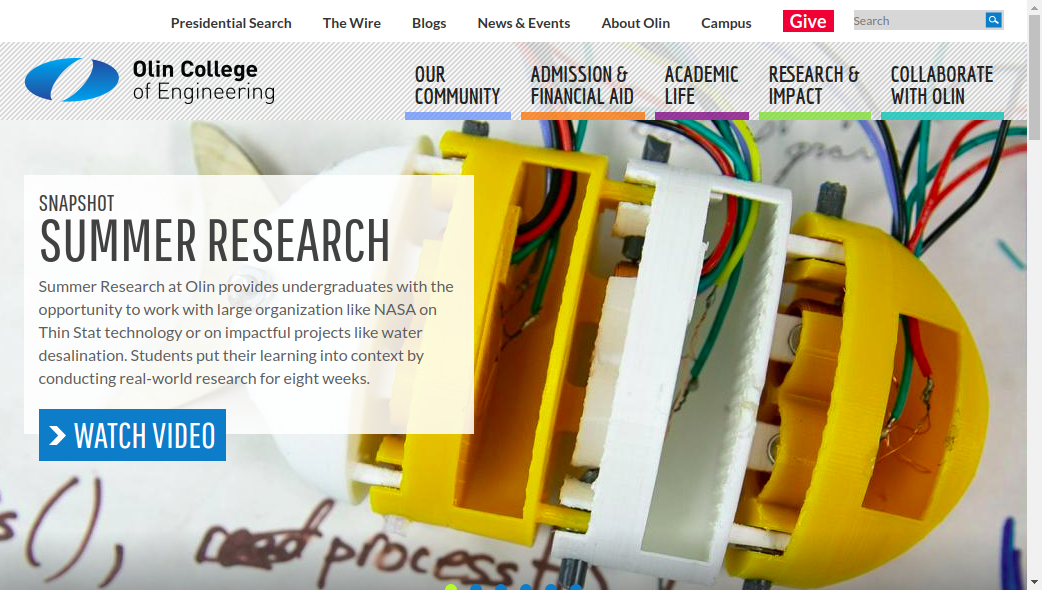 Presidential Search The Wire Blogs News & Events About Olin Campus Give Search
Olin College
of Engineering
OUR
COMMUNITY
ADMISSION &
FINANCIAL AID
ACADEMIC
LIFE
RESEARCH &
IMPACT
COLLABORATE
WITH OLIN
SNAPSHOT
SUMMER RESEARCH
Summer Research at Olin provides undergraduates with the
opportunity to work with large organization like NASA on
Thin Stat technology or on impactful projects like water
desalination. Students put their learning into context by
conducting real-world research for eight weeks.
WATCH VIDEO